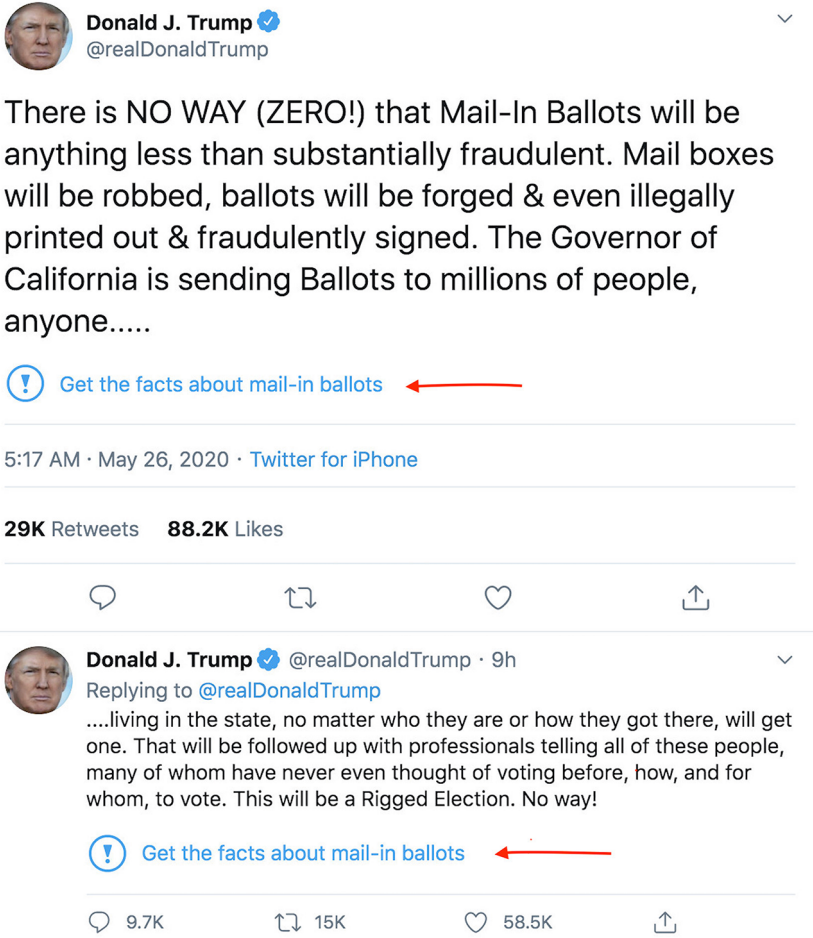 Donald J. Trump
@realDonaldTrump
There is NO WAY (ZERO!) that Mail-In Ballots will be
anything less than substantially fraudulent. Mail boxes
will be robbed, ballots will be forged & even illegally
printed out & fraudulently signed. The Governor of
California is sending Ballots to millions of people,
anyone.....
Get the facts about mail-in ballots
5:17 AM · May 26, 2020 · Twitter for iPhone
29K Retweets 88.2K Likes
Donald J. Trump @realDonaldTrump · 9h
Replying to @realDonaldTrump
....living in the state, no matter who they are or how they got there, will get
one. That will be followed up with professionals telling all of these people,
many of whom have never even thought of voting before, how, and for
whom, to vote. This will be a Rigged Election. No way!
Get the facts about mail-in ballots
9.7K 15K 58.5K